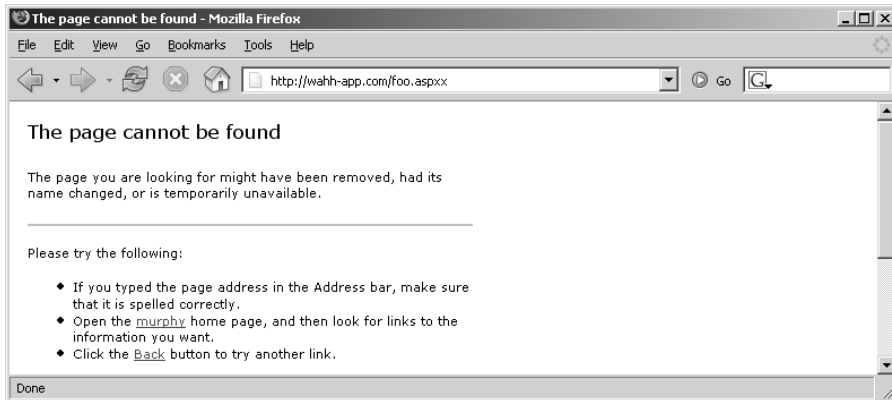 The page cannot be found - Mozilla Firefox
File Edit View Go Bookmarks Tools Help
http://wahh-app.com/foo.aspxx Go G
The page cannot be found
The page you are looking for might have been removed, had its
name changed, or is temporarily unavailable.
Please try the following:
If you typed the page address in the Address bar, make sure
that it is spelled correctly.
Open the murphy home page, and then look for links to the
information you want.
Click the Back button to try another link.
Done